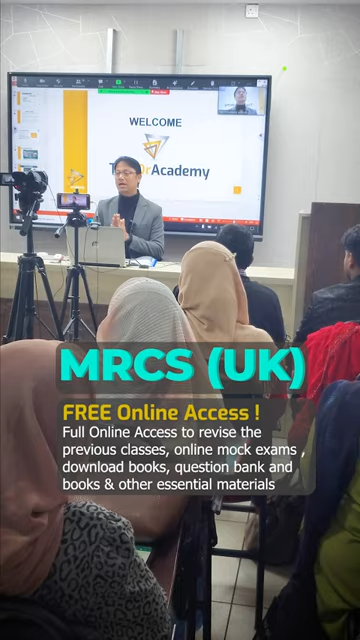 WELCOME
Academy
MRCS (UK)
FREE Online Access !
Full Online Access to revise the
previous classes, online mock exams ,
download books, question bank and
books & other essential materials